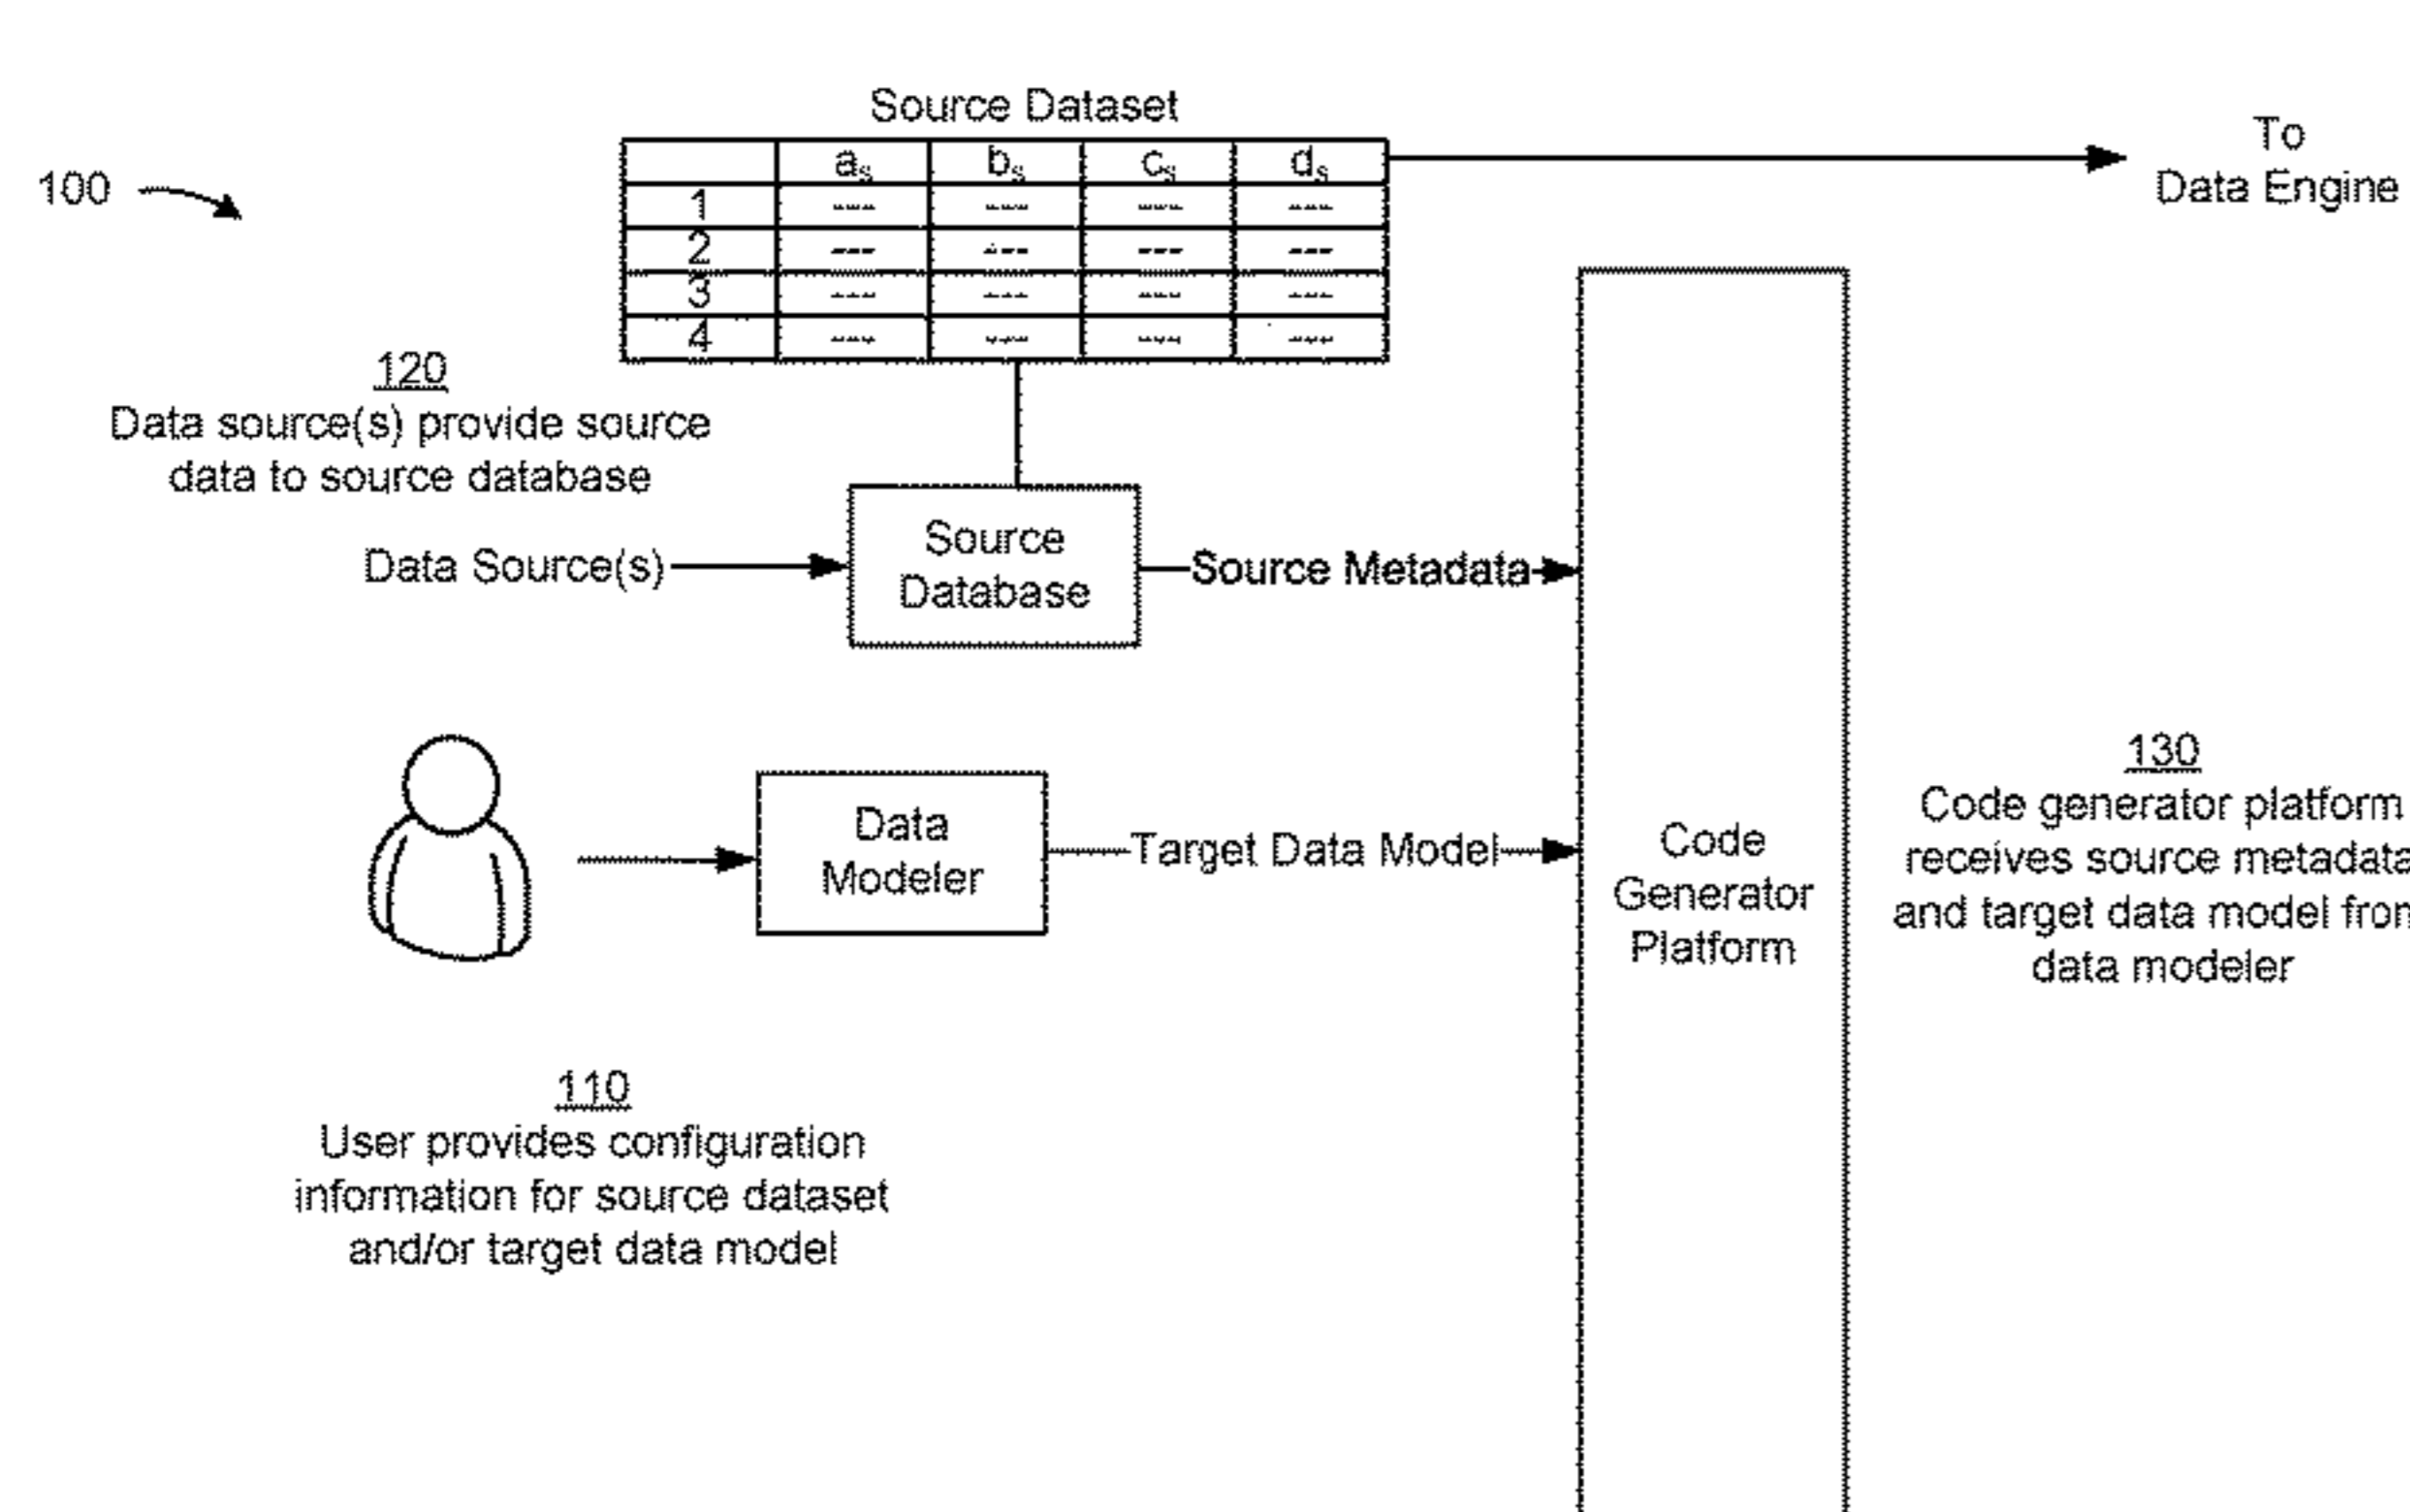 Source Dataset
To
Data Engine
100
aₛ bₛ cₛ dₛ
1 --- --- --- ---
2 --- --- --- ---
3 --- --- --- ---
4 --- --- --- ---
120
Data source(s) provide source
data to source database
Data Source(s)
Source
Database
Source Metadata
Data
Modeler
Target Data Model
Code
Generator
Platform
130
Code generator platform
receives source metadata
and target data model from
data modeler
110
User provides configuration
information for source dataset
and/or target data model